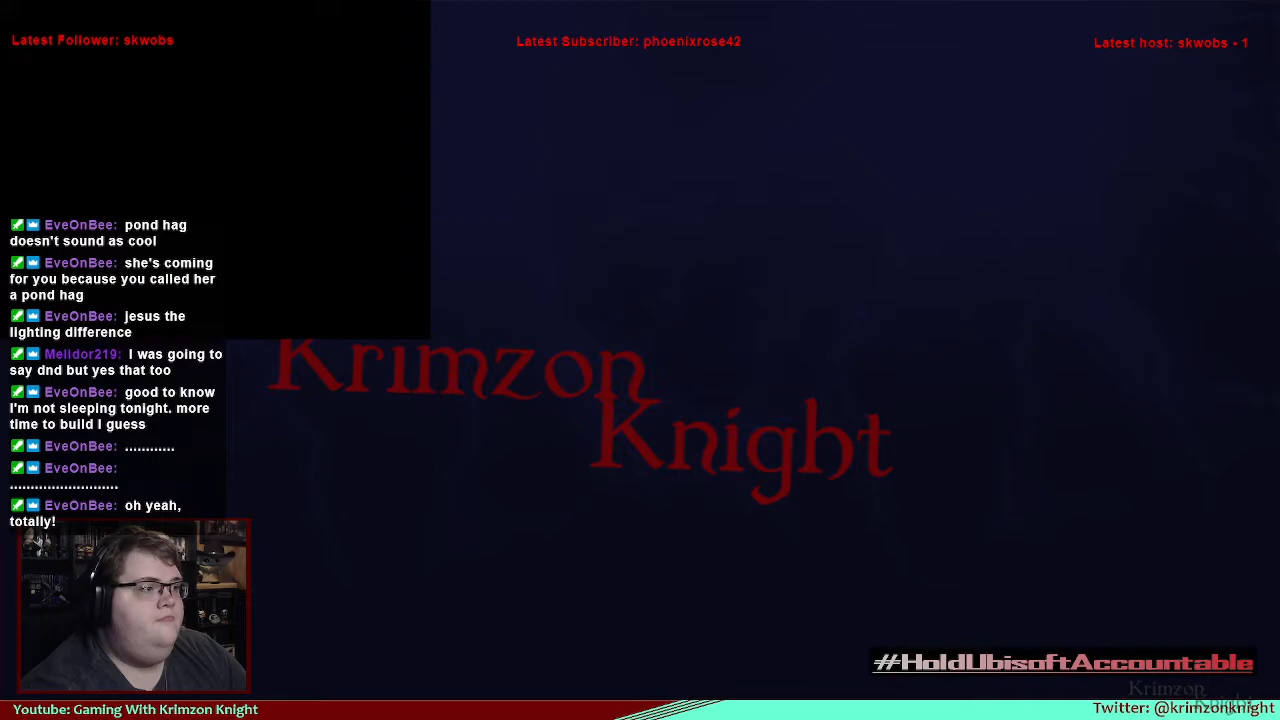 Latest Follower: skwobs
Latest Subscriber: phoenixrose42
Latest host: skwobs - 1
EveOnBee: pond hag
doesn't sound as cool
EveOnBee: she's coming
for you because you called her
a pond hag
EveOnBee: jesus the
lighting difference
Melldor219: I was going to
say dnd but yes that too
EveOnBee: good to know
I'm not sleeping tonight. more
time to build I guess
EveOnBee: ............
EveOnBee:
..........................
EveOnBee: oh yeah,
totally!
Krimzon
Knight
#HoldUbisoftAccountable
Krimzon
Knight
Youtube: Gaming With Krimzon Knight
Twitter: @krimzonknight